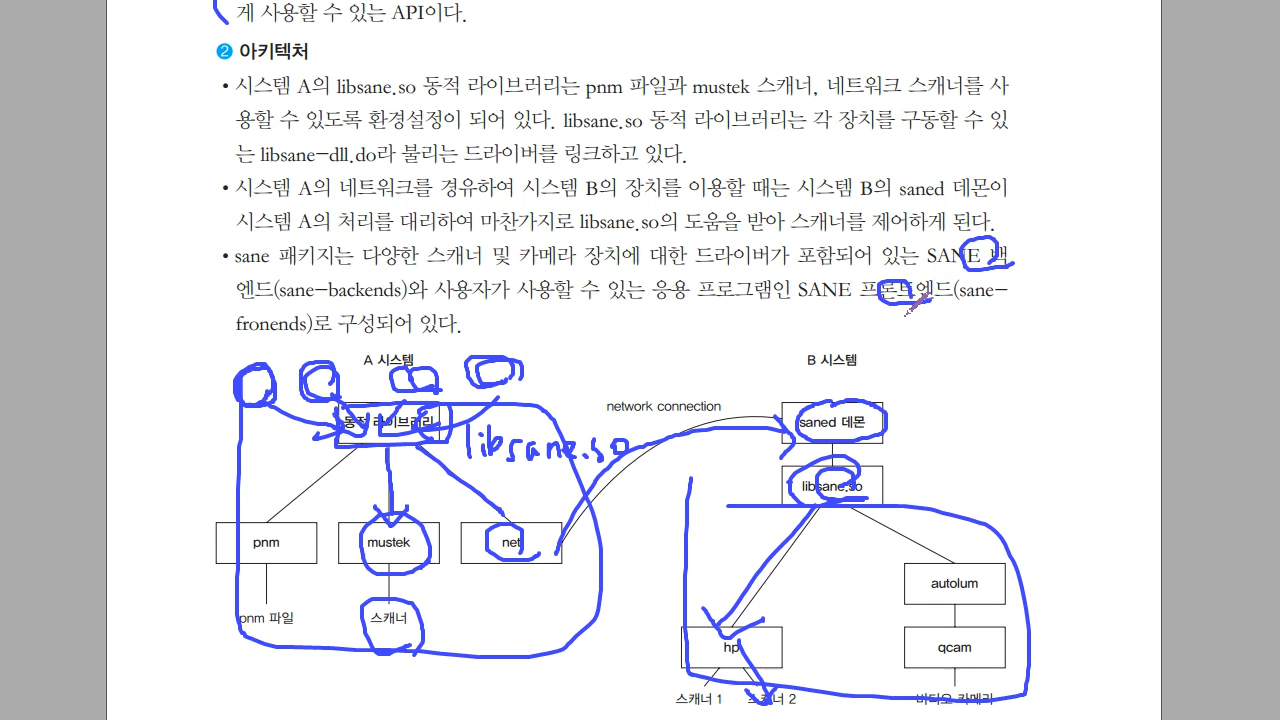 게 사용할 수 있는 API이다.
2 아키텍처
• 시스템 A의 libsane.so 동적 라이브러리는 pnm 파일과 mustek 스캐너, 네트워크 스캐너를 사
용할 수 있도록 환경설정이 되어 있다. libsane.so 동적 라이브러리는 각 장치를 구동할 수 있
는 libsane-dll.do라 불리는 드라이버를 링크하고 있다.
• 시스템 A의 네트워크를 경유하여 시스템 B의 장치를 이용할 때는 시스템 B의 saned 데몬이
시스템 A의 처리를 대리하여 마찬가지로 libsane.so의 도움을 받아 스캐너를 제어하게 된다.
• sane 패키지는 다양한 스캐너 및 카메라 장치에 대한 드라이버가 포함되어 있는 SANE 백
엔드(sane-backends)와 사용자가 사용할 수 있는 응용 프로그램인 SANE 프론트엔드(sane-
fronends)로 구성되어 있다.
A 시스템
B 시스템
network connection
동적 라이브러리
saned 데몬
libsane.so
libsane.so
pnm
mustek
net
autolum
pnm 파일
스캐너
hp
qcam
스캐너 1
스캐너 2
비디오 카메라